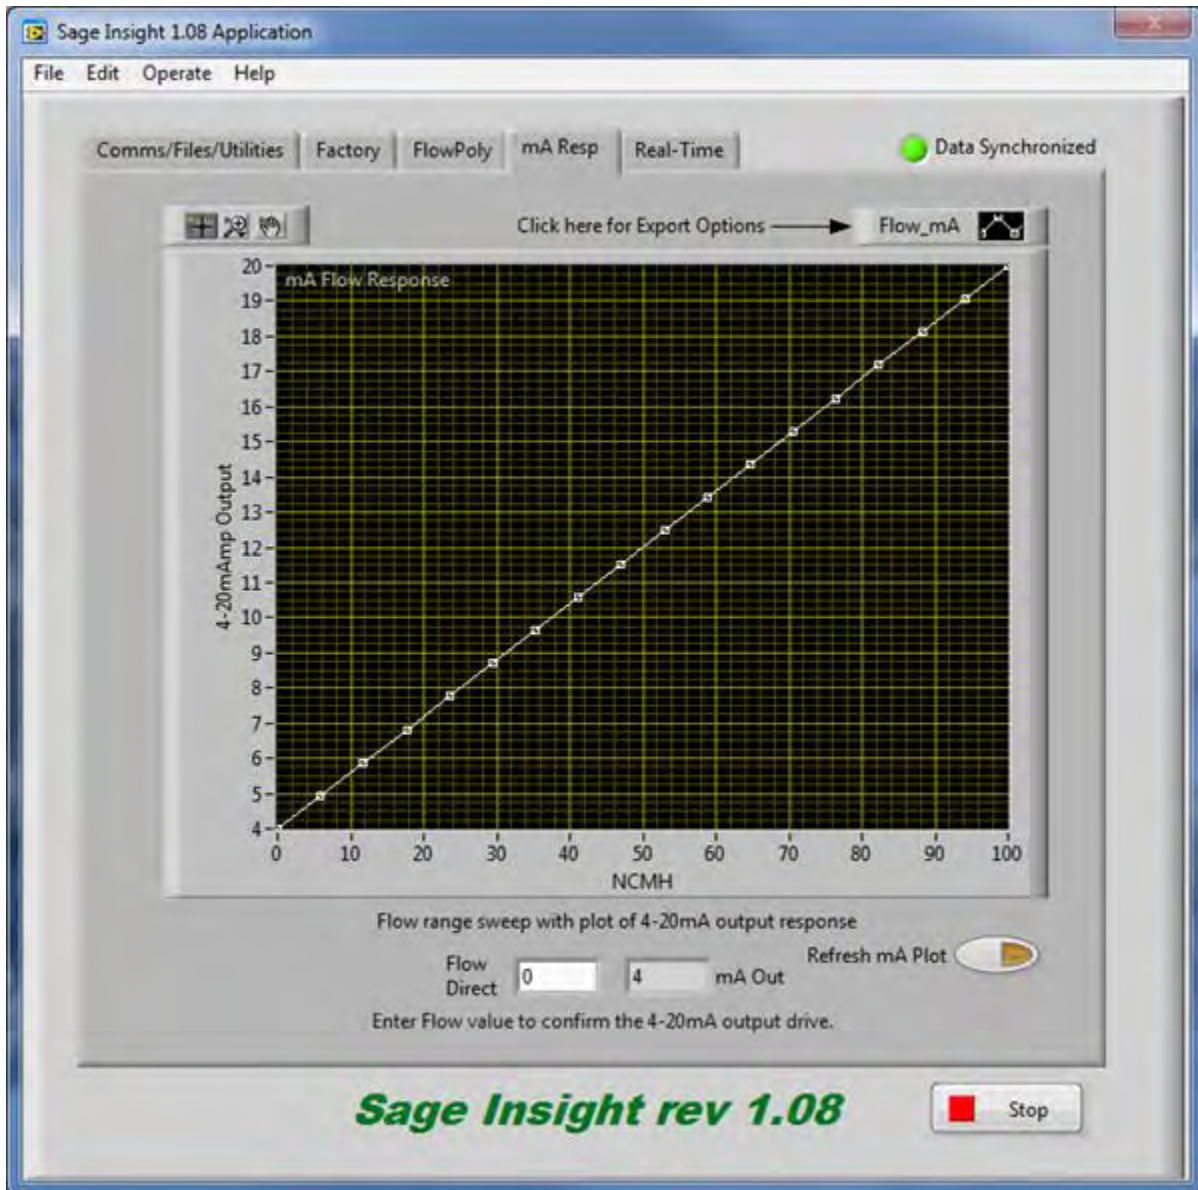 Sage Insight 1.08 Application
File Edit Operate Help
Comms/Files/Utilities Factory FlowPoly mA Resp Real-Time Data Synchronized
Click here for Export Options Flow_mA
mA Flow Response
20
19
18
17
16
15
14
13
12
11
10
9
8
7
6
5
4
4-20mAmp Output
0 10 20 30 40 50 60 70 80 90 100
NCMH
Flow range sweep with plot of 4-20mA output response
Flow Direct 0 4 mA Out Refresh mA Plot
Enter Flow value to confirm the 4-20mA output drive.
Sage Insight rev 1.08
Stop